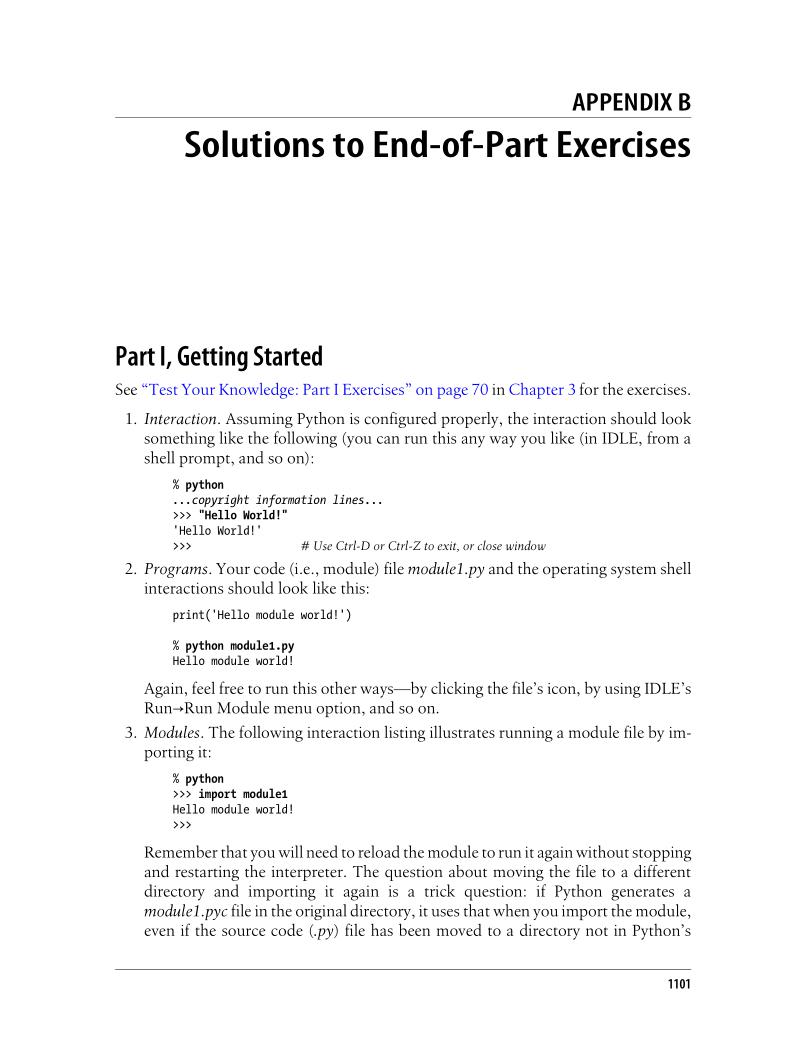 APPENDIX B
Solutions to End-of-Part Exercises
Part I, Getting Started
See “Test Your Knowledge: Part I Exercises” on page 70 in Chapter 3 for the exercises.
1. Interaction. Assuming Python is configured properly, the interaction should look
something like the following (you can run this any way you like (in IDLE, from a
shell prompt, and so on):
% python
...copyright information lines...
>>> "Hello World!"
'Hello World!'
>>> # Use Ctrl-D or Ctrl-Z to exit, or close window
2. Programs. Your code (i.e., module) file module1.py and the operating system shell
interactions should look like this:
print('Hello module world!')
% python module1.py
Hello module world!
Again, feel free to run this other ways—by clicking the file’s icon, by using IDLE’s
Run→Run Module menu option, and so on.
3. Modules. The following interaction listing illustrates running a module file by im-
porting it:
% python
>>> import module1
Hello module world!
>>>
Remember that you will need to reload the module to run it again without stopping
and restarting the interpreter. The question about moving the file to a different
directory and importing it again is a trick question: if Python generates a
module1.pyc file in the original directory, it uses that when you import the module,
even if the source code (.py) file has been moved to a directory not in Python’s
1101